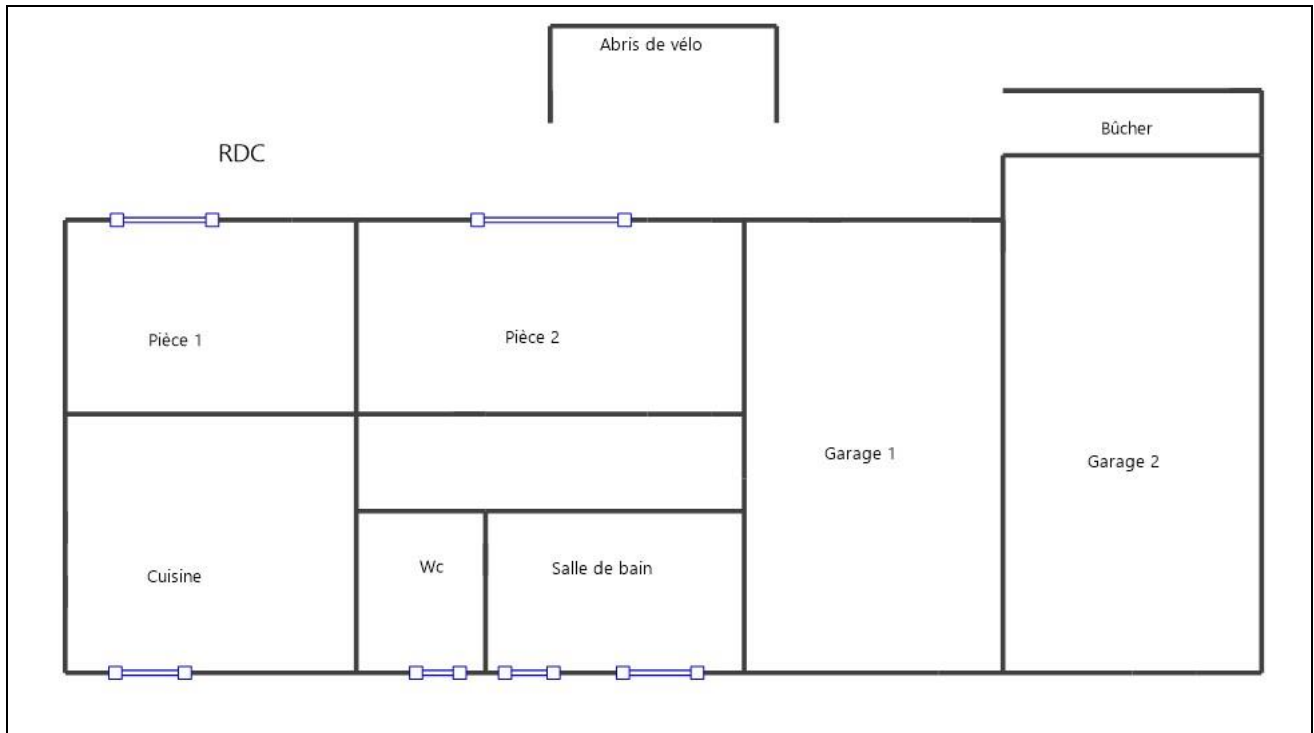 Abris de vélo
Bûcher
RDC
Pièce 1
Pièce 2
Garage 1
Garage 2
Cuisine
Wc
Salle de bain